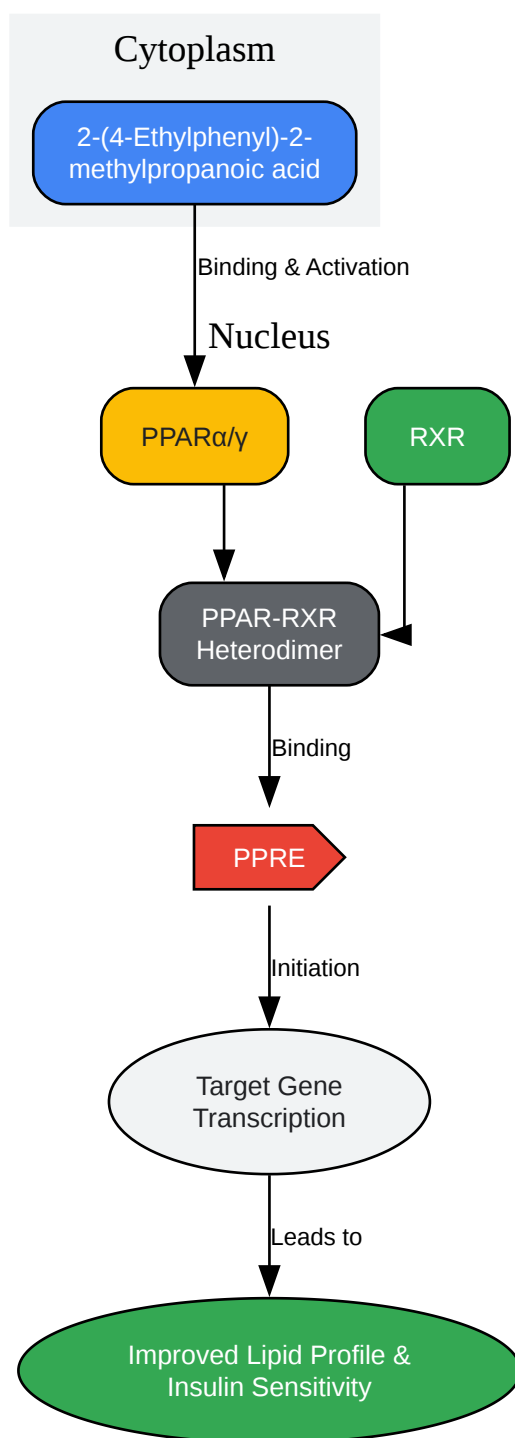 Cytoplasm
2-(4-Ethylphenyl)-2-
methylpropanoic acid
Binding & Activation
Nucleus
PPARα/γ
RXR
PPAR-RXR
Heterodimer
Binding
PPRE
Initiation
Target Gene
Transcription
Leads to
Improved Lipid Profile &
Insulin Sensitivity